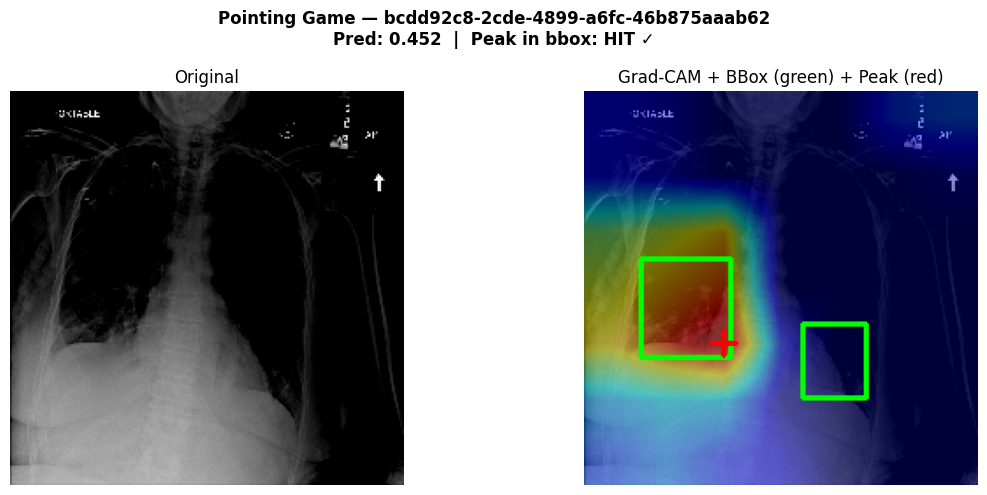 Pointing Game — bcdd92c8-2cde-4899-a6fc-46b875aaab62
Pred: 0.452 | Peak in bbox: HIT ✓
Original
Grad-CAM + BBox (green) + Peak (red)